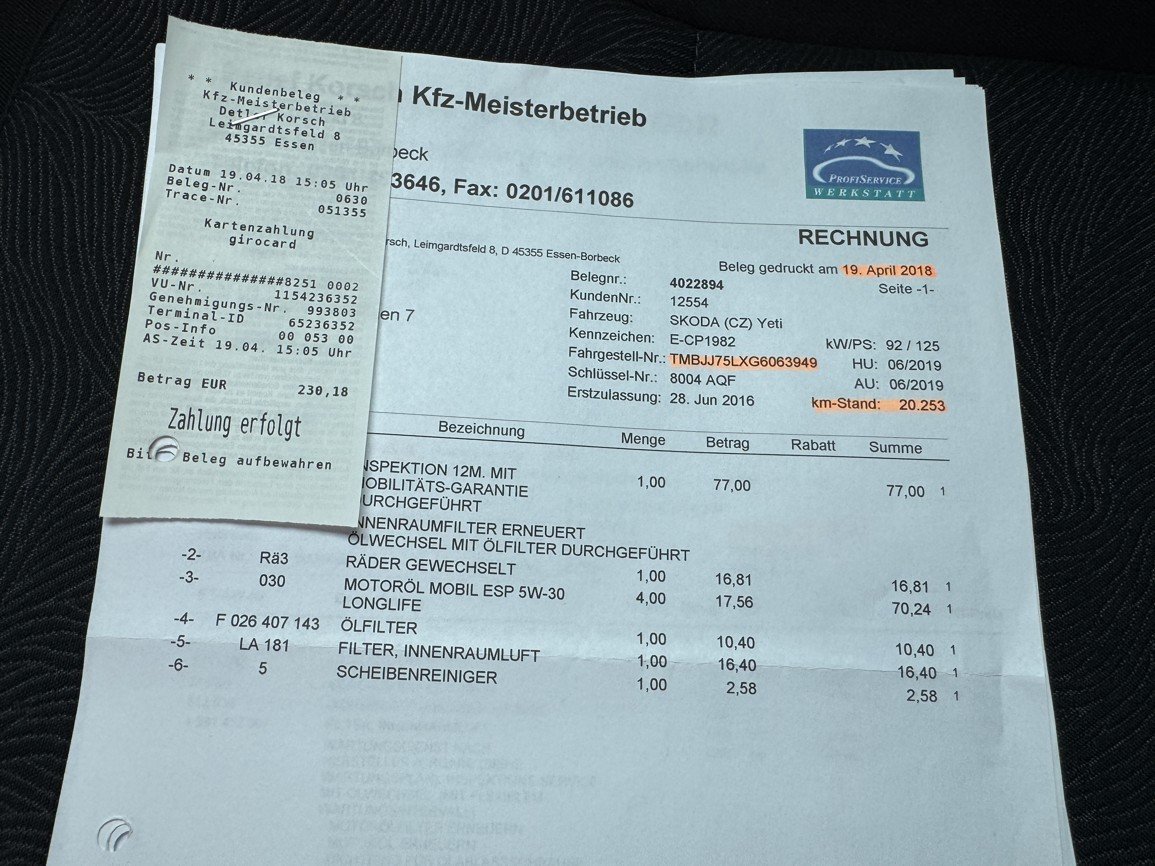 * * Kundenbeleg * *
Kfz-Meisterbetrieb
Korsch
Leimgardtsfeld 8
45355 Essen
Datum 19.04.18 15:05 Uhr
Beleg-Nr. 0630
Trace-Nr. 051355
Kartenzahlung
girocard
Nr.
###############8251 0002
VU-Nr. 1154236352
Genehmigungs-Nr. 993803
Terminal-ID 65236352
Pos-Info 00 053 00
AS-Zeit 19.04. 15:05 Uhr
Betrag EUR 230,18
Zahlung erfolgt
Beleg aufbewahren
Kfz-Meisterbetrieb
beck
3646, Fax: 0201/611086
PROFISERVICE
WERKSTATT
RECHNUNG
rsch, Leimgardtsfeld 8, D 45355 Essen-Borbeck
Beleg gedruckt am 19. April 2018
Seite -1-
en 7
Belegnr.: 4022894
KundenNr.: 12554
Fahrzeug: SKODA (CZ) Yeti
Kennzeichen: E-CP1982 kW/PS: 92 / 125
Fahrgestell-Nr.: TMBJJ75LXG6063949 HU: 06/2019
Schlüssel-Nr.: 8004 AQF AU: 06/2019
Erstzulassung: 28. Jun 2016 km-Stand: 20.253
Bezeichnung Menge Betrag Rabatt Summe
NSPEKTION 12M. MIT 1,00 77,00 77,00 1
OBILITÄTS-GARANTIE
URCHGEFÜHRT
NNENRAUMFILTER ERNEUERT
ÖLWECHSEL MIT ÖLFILTER DURCHGEFÜHRT
-2- Rä3 RÄDER GEWECHSELT 1,00 16,81 16,81 1
-3- 030 MOTORÖL MOBIL ESP 5W-30 4,00 17,56 70,24 1
LONGLIFE
-4- F 026 407 143 ÖLFILTER 1,00 10,40 10,40 1
-5- LA 181 FILTER, INNENRAUMLUFT 1,00 16,40 16,40 1
-6- 5 SCHEIBENREINIGER 1,00 2,58 2,58 1